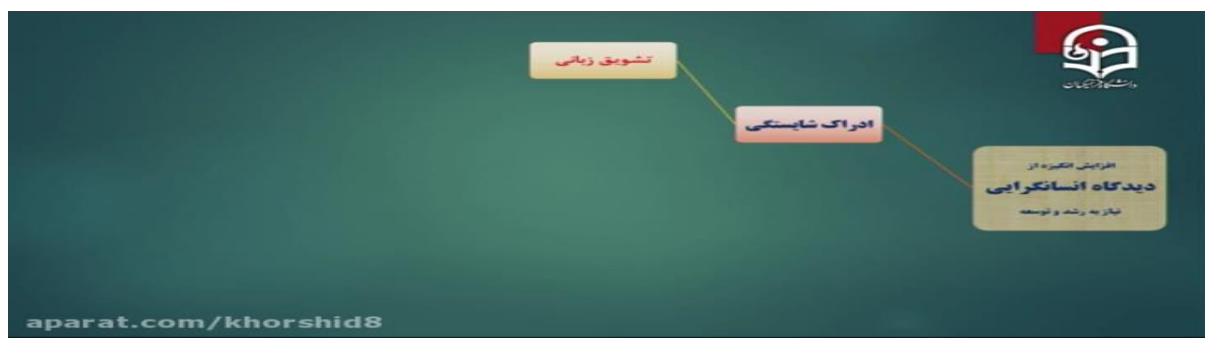 تشویق زبانی
دانشگاه فرهنگیان
ادراک شایستگی
افزایش انگیزه از
دیدگاه انسانگرایی
نیاز به رشد و توسعه
aparat.com/khorshid8